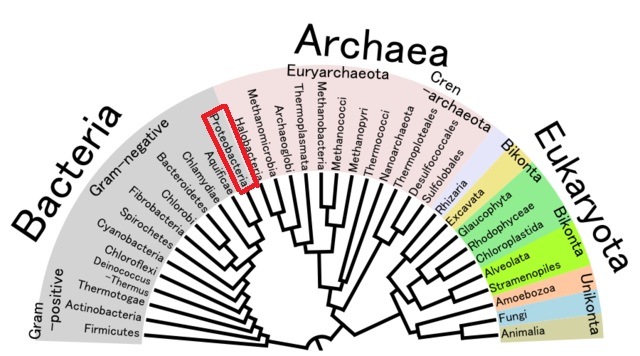 Archaea
Euryarchaeota
Cren
-archaeota
Bacteria
Gram-negative
Gram
-positive
Eukaryota
Bikonta
Bikonta
Unikonta
Firmicutes
Actinobacteria
Thermotogae
Deinococcus
-Thermus
Chloroflexi
Cyanobacteria
Spirochetes
Fibrobacteria
Chlorobi
Bacteroidetes
Chlamydiae
Aquificae
Proteobacteria
Halobacteria
Methanomicrobia
Archaeoglobi
Thermoplasmata
Methanobacteria
Methanococci
Methanopyri
Thermococci
Nanoarchaeota
Thermopleteales
Desulfococcales
Sulfolobales
Rhizaria
Excavata
Glaucophyta
Rhodophyceae
Chloroplastida
Alveolata
Stramenopiles
Amoebozoa
Fungi
Animalia